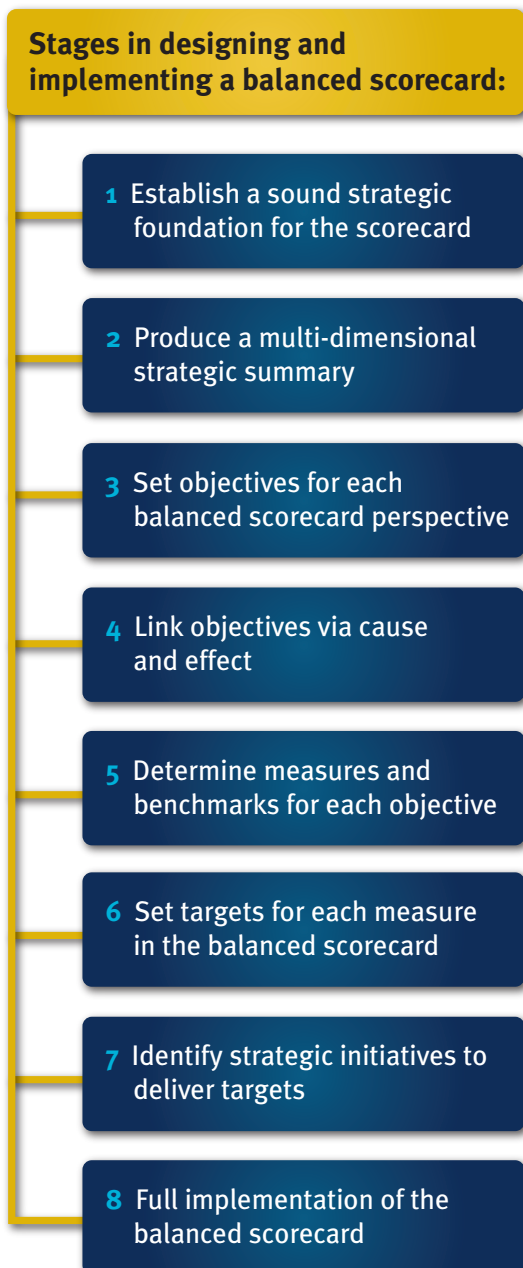 Stages in designing and
implementing a balanced scorecard:
1 Establish a sound strategic
foundation for the scorecard
2 Produce a multi-dimensional
strategic summary
3 Set objectives for each
balanced scorecard perspective
4 Link objectives via cause
and effect
5 Determine measures and
benchmarks for each objective
6 Set targets for each measure
in the balanced scorecard
7 Identify strategic initiatives to
deliver targets
8 Full implementation of the
balanced scorecard